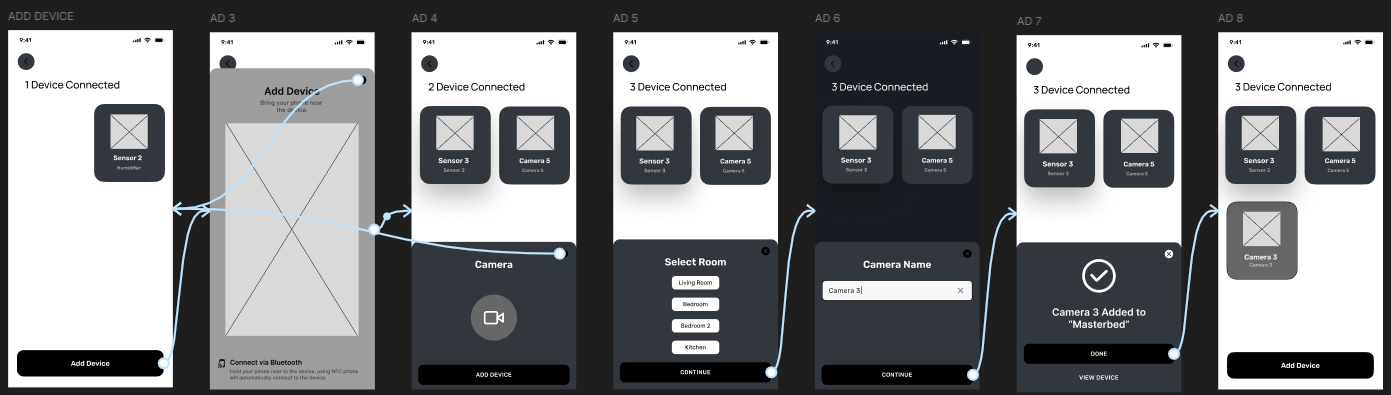 ADD DEVICE
9:41
1 Device Connected
Sensor 2
Humidifier
Add Device
AD 3
9:41
Add Device
Bring your phone near
the device.
Connect via Bluetooth
Hold your phone next to the device, using NFC phone
will automatically connect to the device.
AD 4
9:41
2 Device Connected
Sensor 3
Sensor 3
Camera 5
Camera 5
Camera
ADD DEVICE
AD 5
9:41
3 Device Connected
Sensor 3
Sensor 3
Camera 5
Camera 5
Select Room
Living Room
Bedroom
Bedroom 2
Kitchen
CONTINUE
AD 6
9:41
3 Device Connected
Sensor 3
Sensor 3
Camera 5
Camera 5
Camera Name
Camera 3
CONTINUE
AD 7
9:41
3 Device Connected
Sensor 3
Sensor 3
Camera 5
Camera 5
Camera 3 Added to
"Masterbed"
DONE
VIEW DEVICE
AD 8
9:41
3 Device Connected
Sensor 3
Sensor 3
Camera 5
Camera 5
Camera 3
Camera 3
Add Device